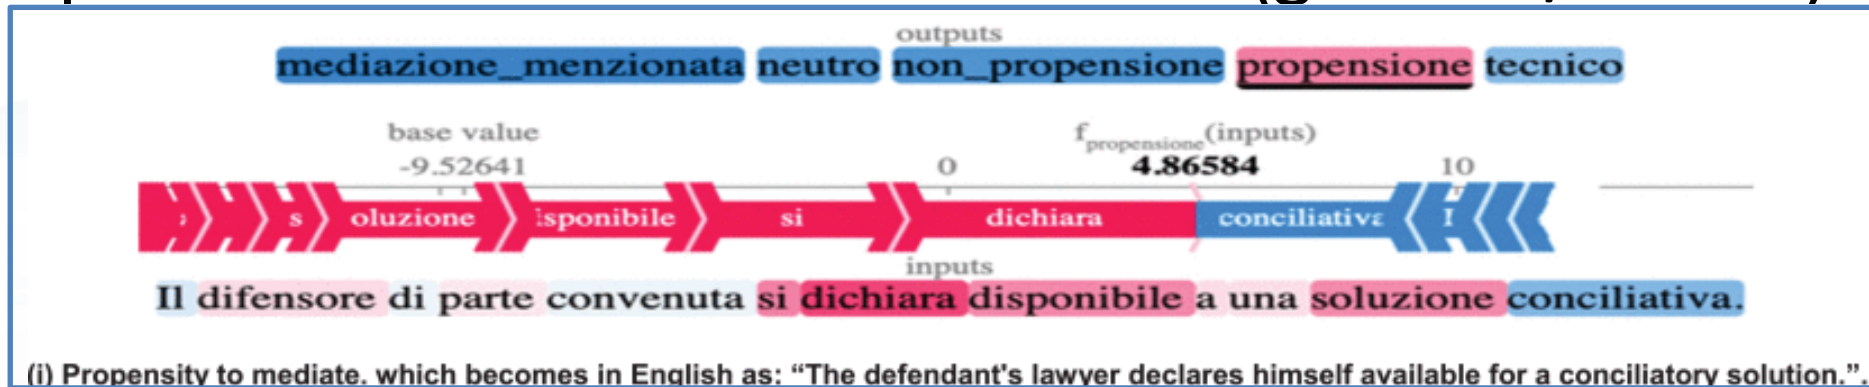 outputs
mediazione_menzionata neutro non_propensione propensione tecnico
base value f propensione (inputs)
-9.52641 0 4.86584 10
s oluzione isponibile si dichiara conciliativa I
inputs
Il difensore di parte convenuta si dichiara disponibile a una soluzione conciliativa.
(i) Propensity to mediate, which becomes in English as: “The defendant's lawyer declares himself available for a conciliatory solution.”